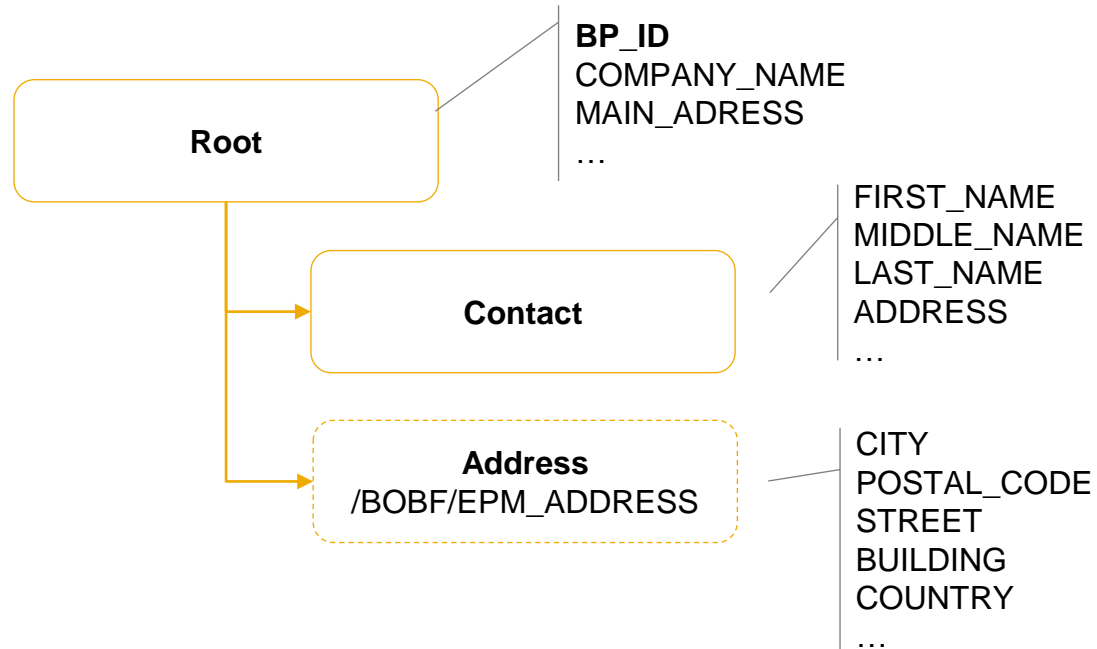 Root
BP_ID
COMPANY_NAME
MAIN_ADRESS
…
Contact
FIRST_NAME
MIDDLE_NAME
LAST_NAME
ADDRESS
…
Address
/BOBF/EPM_ADDRESS
CITY
POSTAL_CODE
STREET
BUILDING
COUNTRY
…